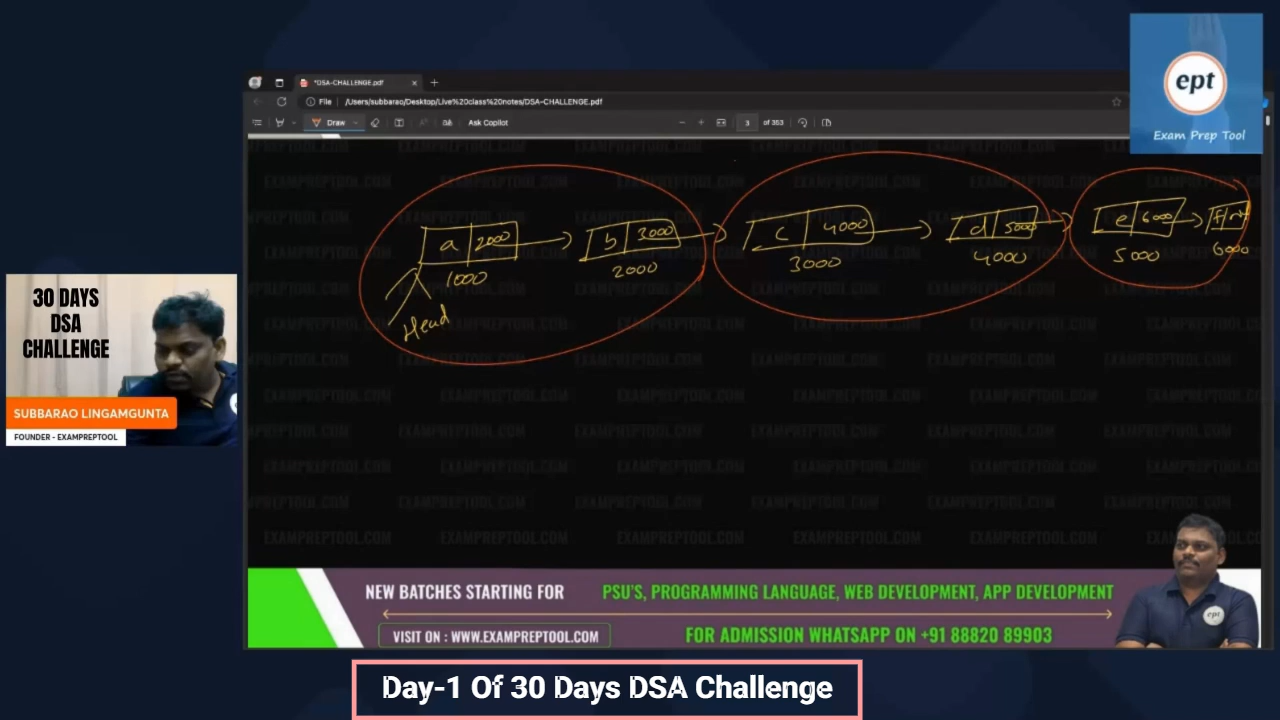 ept
Exam Prep Tool
*DSA-CHALLENGE.pdf
File /Users/subbarao/Desktop/Live%20class%20notes/DSA-CHALLENGE.pdf
Draw Ask Copilot 3 of 353
a 2000 b 3000 c 4000 d 5000 e 6000
1000 2000 3000 4000 5000 6000
Head
30 DAYS
DSA
CHALLENGE
SUBBARAO LINGAMGUNTA
FOUNDER - EXAMPREPTOOL
EXAMPREPTOOL.COM
NEW BATCHES STARTING FOR PSU'S, PROGRAMMING LANGUAGE, WEB DEVELOPMENT, APP DEVELOPMENT
VISIT ON : WWW.EXAMPREPTOOL.COM FOR ADMISSION WHATSAPP ON +91 88820 89903
ept
Day-1 Of 30 Days DSA Challenge